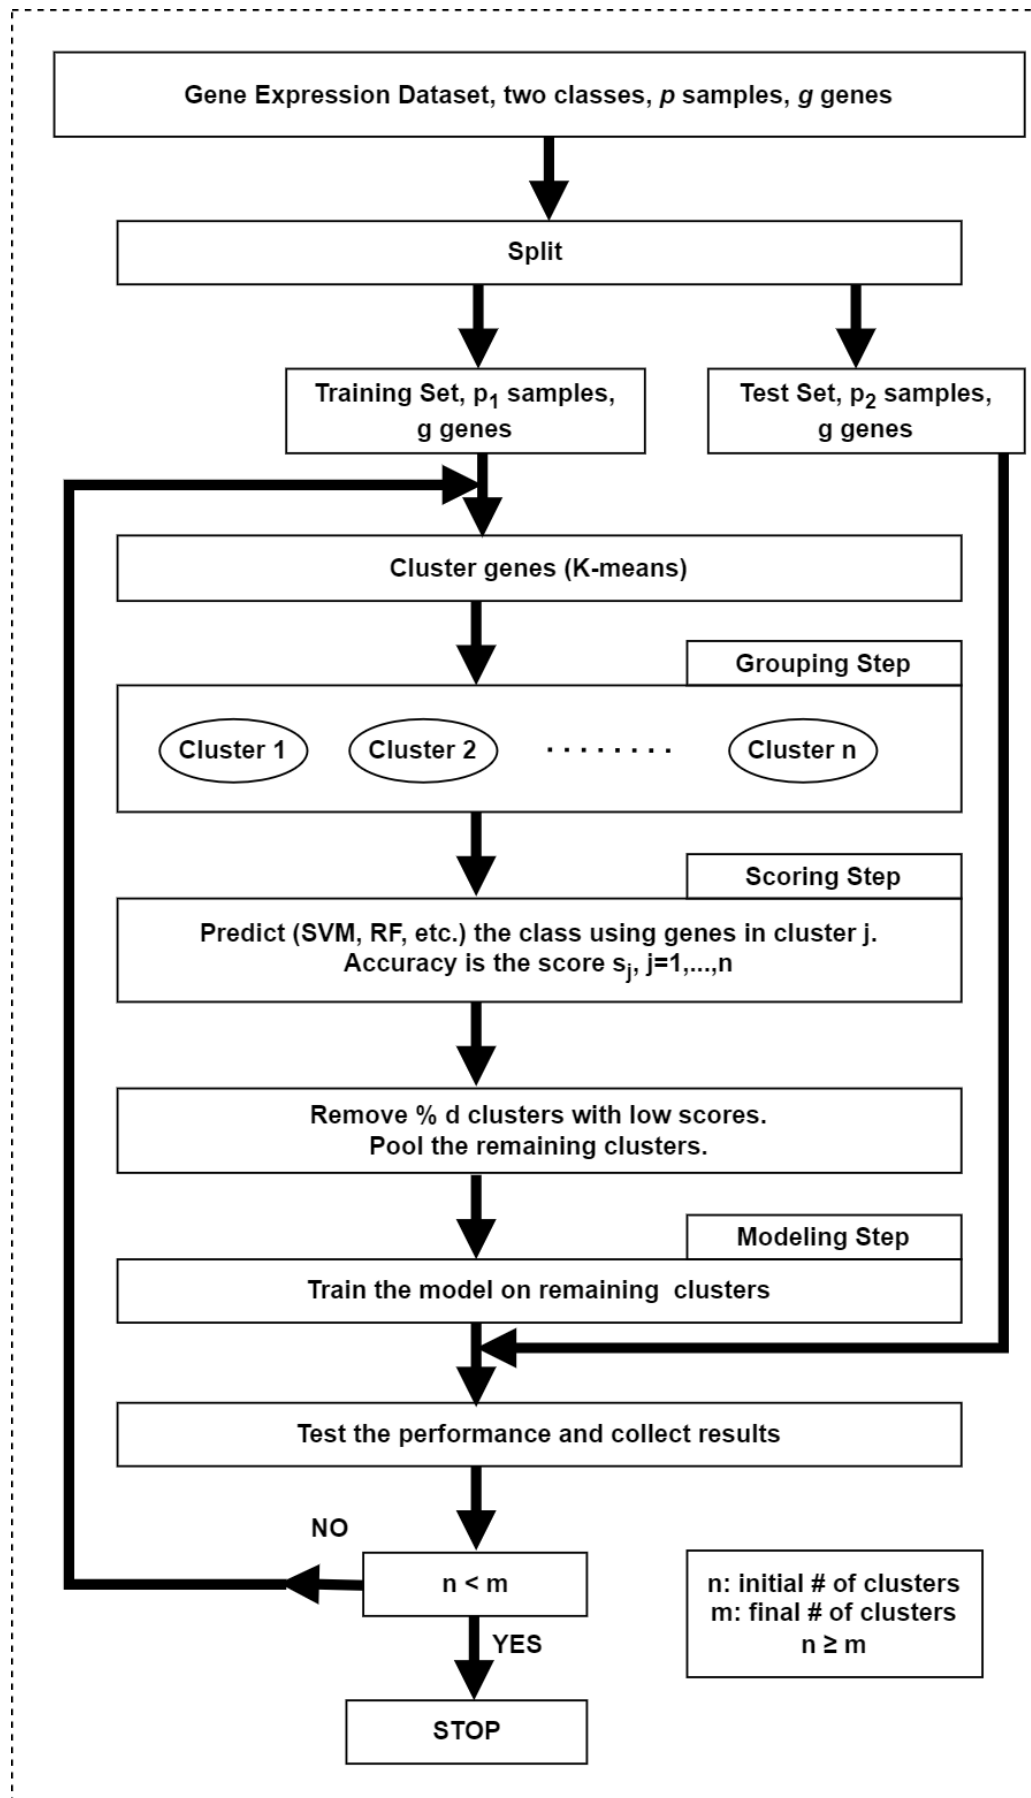 Gene Expression Dataset, two classes, p samples, g genes
Split
Training Set, p1 samples,
g genes
Test Set, p2 samples,
g genes
Cluster genes (K-means)
Grouping Step
Cluster 1
Cluster 2
........
Cluster n
Scoring Step
Predict (SVM, RF, etc.) the class using genes in cluster j.
Accuracy is the score sj, j=1,...,n
Remove % d clusters with low scores.
Pool the remaining clusters.
Modeling Step
Train the model on remaining clusters
Test the performance and collect results
NO
n < m
YES
STOP
n: initial # of clusters
m: final # of clusters
n ≥ m